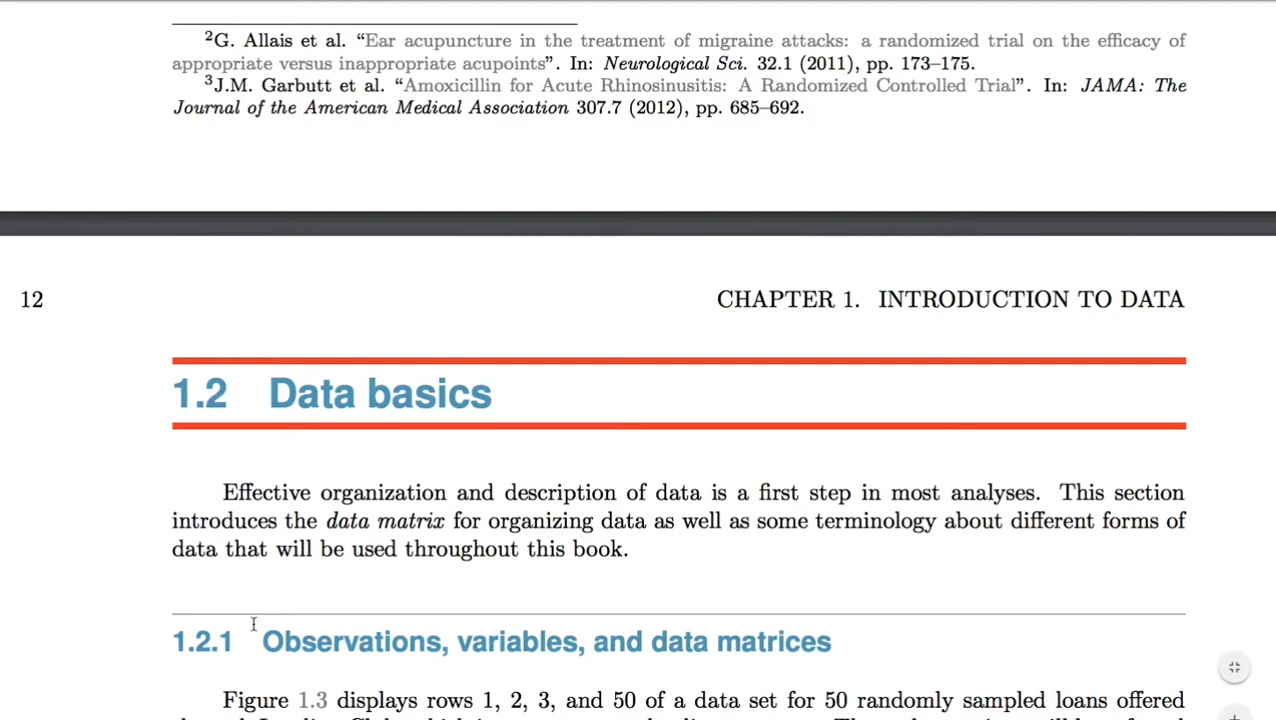 ²G. Allais et al. “Ear acupuncture in the treatment of migraine attacks: a randomized trial on the efficacy of
appropriate versus inappropriate acupoints”. In: Neurological Sci. 32.1 (2011), pp. 173–175.
³J.M. Garbutt et al. “Amoxicillin for Acute Rhinosinusitis: A Randomized Controlled Trial”. In: JAMA: The
Journal of the American Medical Association 307.7 (2012), pp. 685–692.
12 CHAPTER 1. INTRODUCTION TO DATA
1.2 Data basics
Effective organization and description of data is a first step in most analyses. This section
introduces the data matrix for organizing data as well as some terminology about different forms of
data that will be used throughout this book.
1.2.1 Observations, variables, and data matrices
Figure 1.3 displays rows 1, 2, 3, and 50 of a data set for 50 randomly sampled loans offered